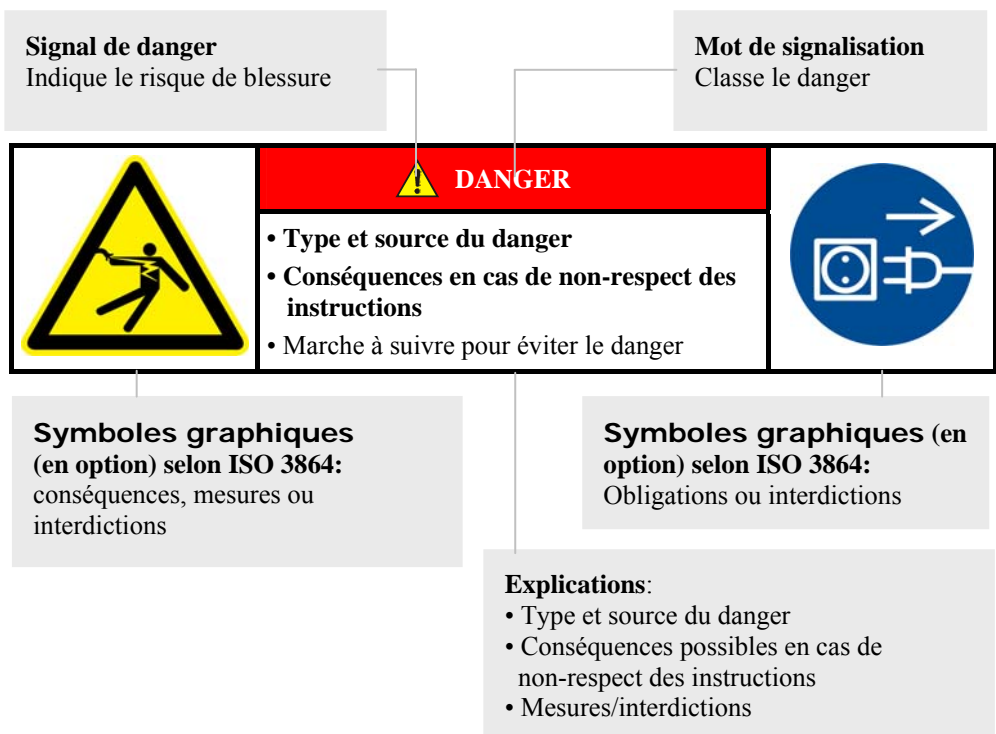 Signal de danger
Indique le risque de blessure
Mot de signalisation
Classe le danger
DANGER
• Type et source du danger
• Conséquences en cas de non-respect des
instructions
• Marche à suivre pour éviter le danger
Symboles graphiques
(en option) selon ISO 3864:
conséquences, mesures ou
interdictions
Symboles graphiques (en
option) selon ISO 3864:
Obligations ou interdictions
Explications:
• Type et source du danger
• Conséquences possibles en cas de
non-respect des instructions
• Mesures/interdictions